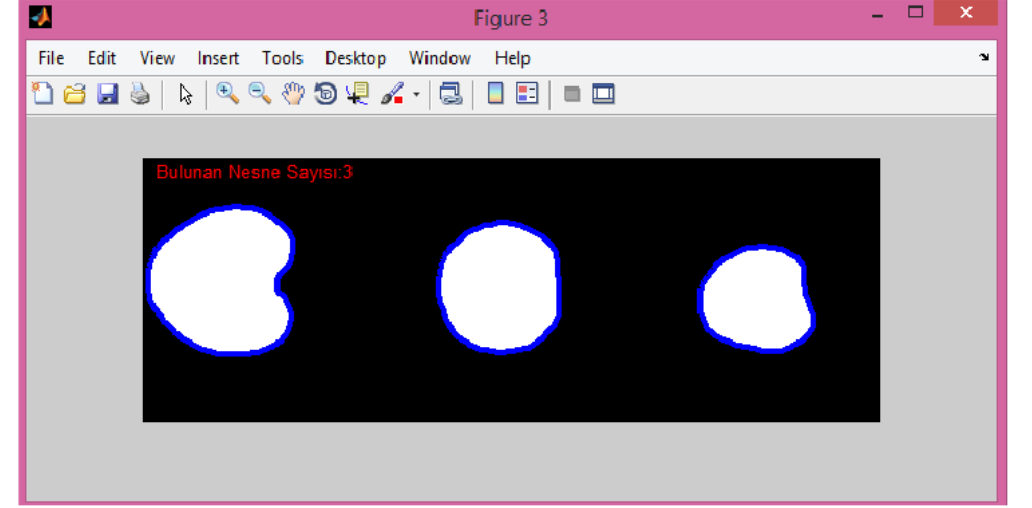 Figure 3
File Edit View Insert Tools Desktop Window Help
Bulunan Nesne Sayısı:3